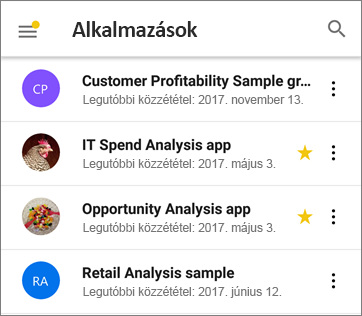 Alkalmazások
CP
Customer Profitability Sample gr...
Legutóbbi közzététel: 2017. november 13.
IT Spend Analysis app
Legutóbbi közzététel: 2017. május 3.
Opportunity Analysis app
Legutóbbi közzététel: 2017. május 3.
RA
Retail Analysis sample
Legutóbbi közzététel: 2017. június 12.